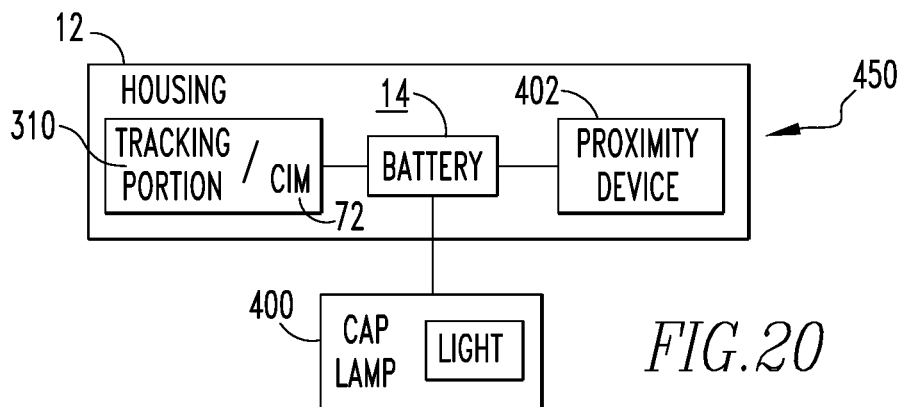 12
HOUSING
310
TRACKING
PORTION
/
CIM
72
14
BATTERY
402
PROXIMITY
DEVICE
450
400
CAP
LAMP
LIGHT
FIG.20